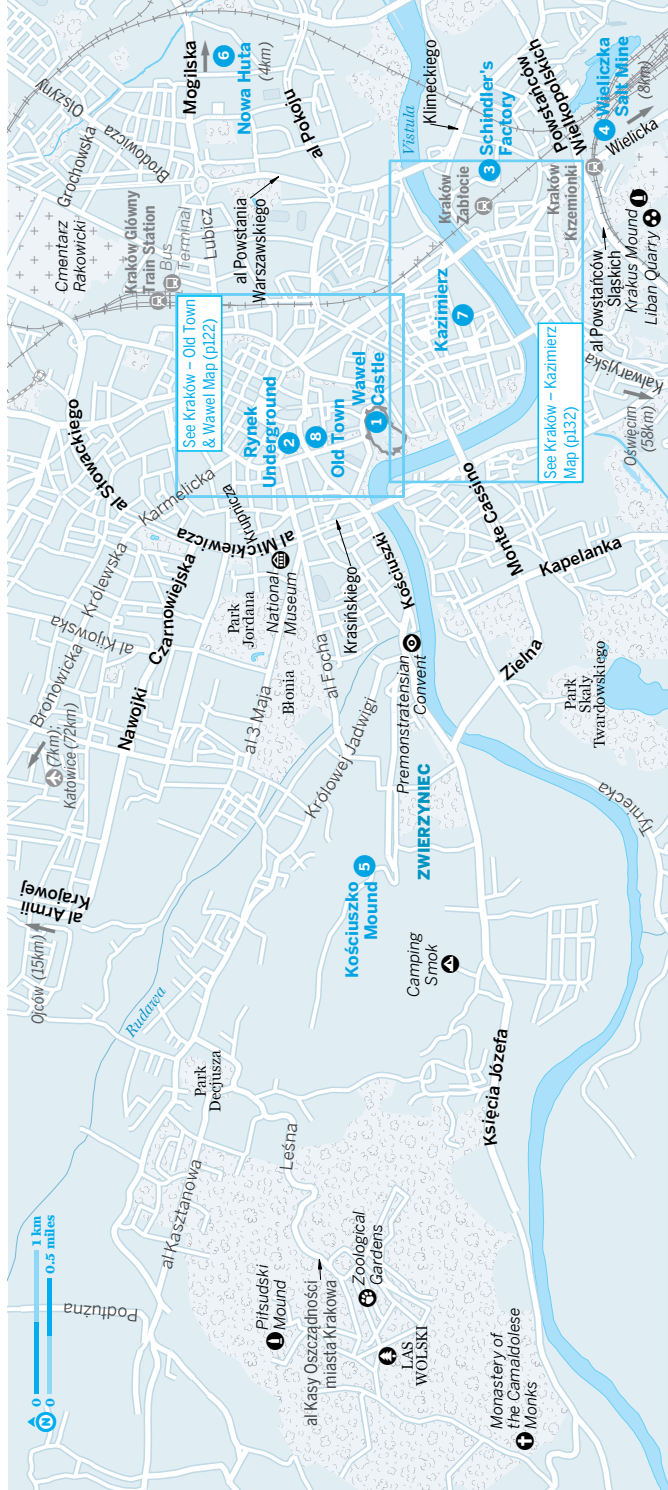 0
1 km
0
0.5 miles
N
Podłużna
al Kasztanowa
Piłsudski
Mound
al Kasy Oszczędności
miasta Krakowa
Zoological
Gardens
LAS
WOLSKI
Monastery of
the Camaldolese
Monks
Leśna
Park
Decjusza
Rudawa
Ojców (15km)
al Armii
Krajowej
Księcia Józefa
Camping
Smok
Kościuszko
Mound
5
ZWIERZYNIEC
Premonstratensian
Convent
Królowej Jadwigi
(7km);
Katowice (72km)
Bronowicka
Nawojki
al Kijowska
Królewska
Czarnowiejska
al 3 Maja
Park
Jordana
Błonia
al Focha
National
Museum
al Mickiewicza
Krupnicza
Karmelicka
al Słowackiego
Krasińskiego
Kościuszki
Tyniecka
Zielna
Park
Skały
Twardowskiego
Monte Cassino
Kapelanka
See Kraków – Old Town
& Wawel Map (p122)
Rynek
Underground
2
8
Old Town
Wawel
Castle
1
Cmentarz
Rakowicki
Kraków Główny
Train Station
Bus
Terminal
Lubicz
Grochowska
Brodowicza
Olszyny
Mogilska
6
Nowa Huta
(4km)
al Powstania
Warszawskiego
al Pokoju
Vistula
Klimeckiego
Kazimierz
7
See Kraków – Kazimierz
Map (p132)
Kraków
Zabłocie
3
Schindler's
Factory
Powstańców
Wielkopolskich
4
Wieliczka
Salt Mine
(8km)
Wielicka
Kraków
Krzemionki
al Powstańców
Śląskich
Krakus Mound
Liban Quarry
Kalwaryjska
Oświęcim
(58km)